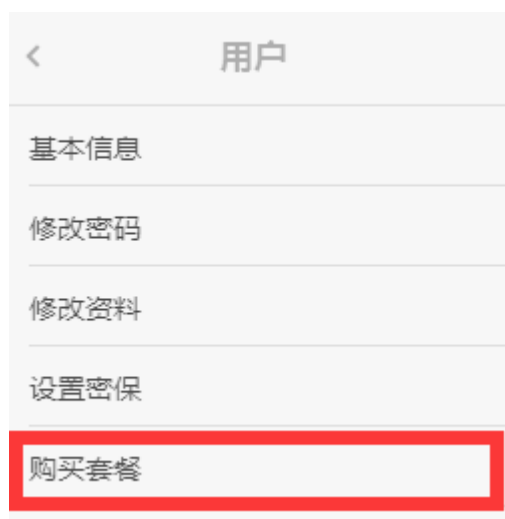 用户
基本信息
修改密码
修改资料
设置密保
购买套餐